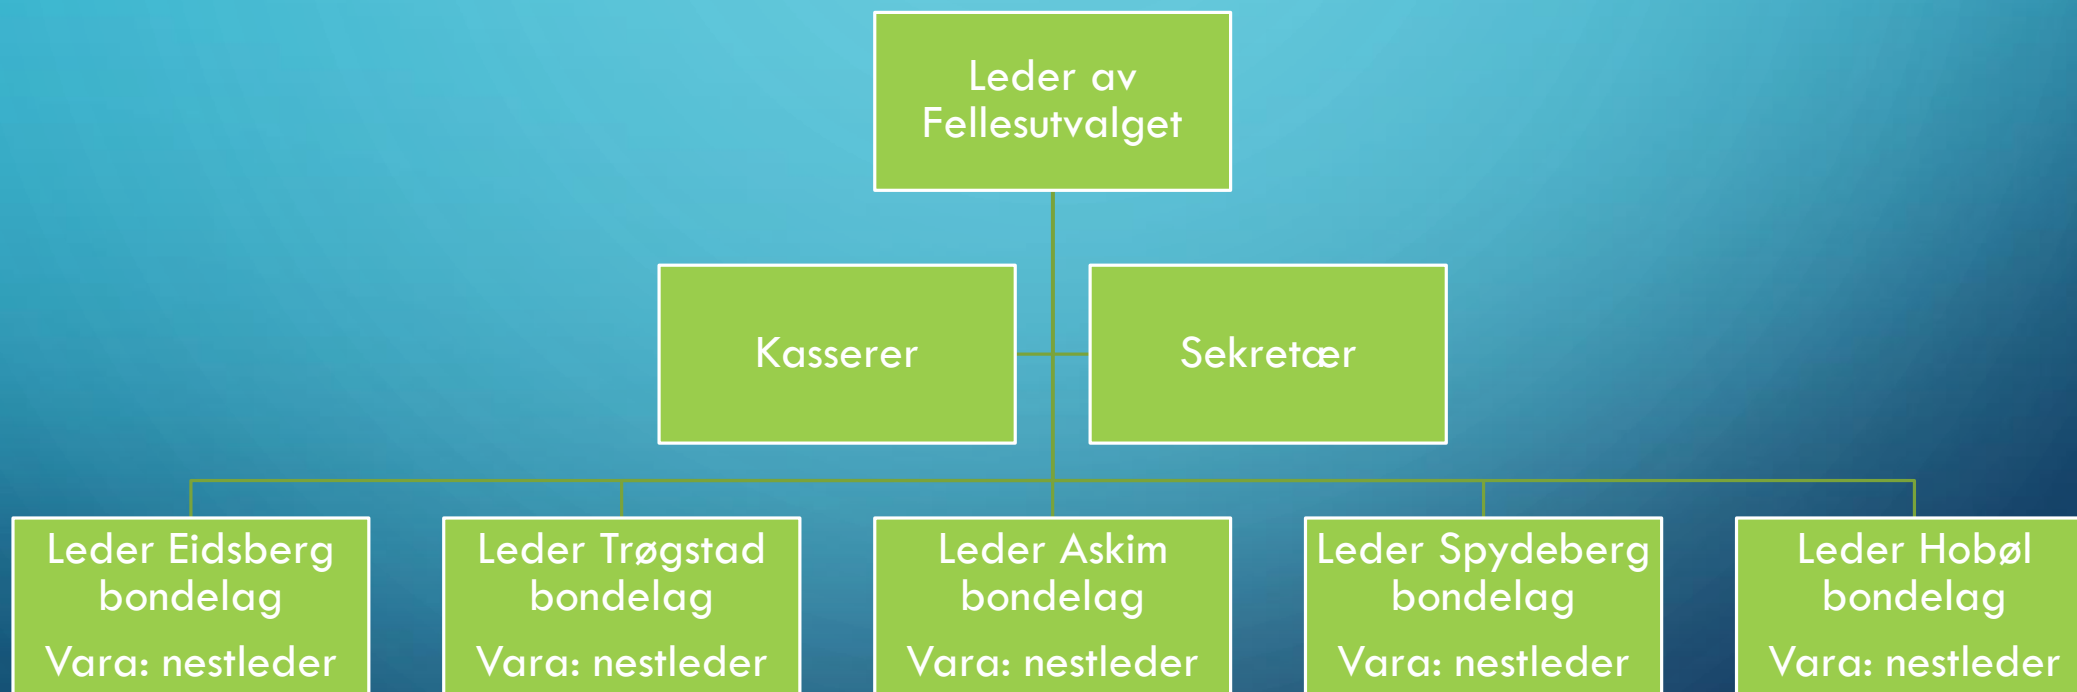 Leder av
Fellesutvalget
Kasserer
Sekretær
Leder Eidsberg
bondelag
Vara: nestleder
Leder Trøgstad
bondelag
Vara: nestleder
Leder Askim
bondelag
Vara: nestleder
Leder Spydeberg
bondelag
Vara: nestleder
Leder Hobøl
bondelag
Vara: nestleder